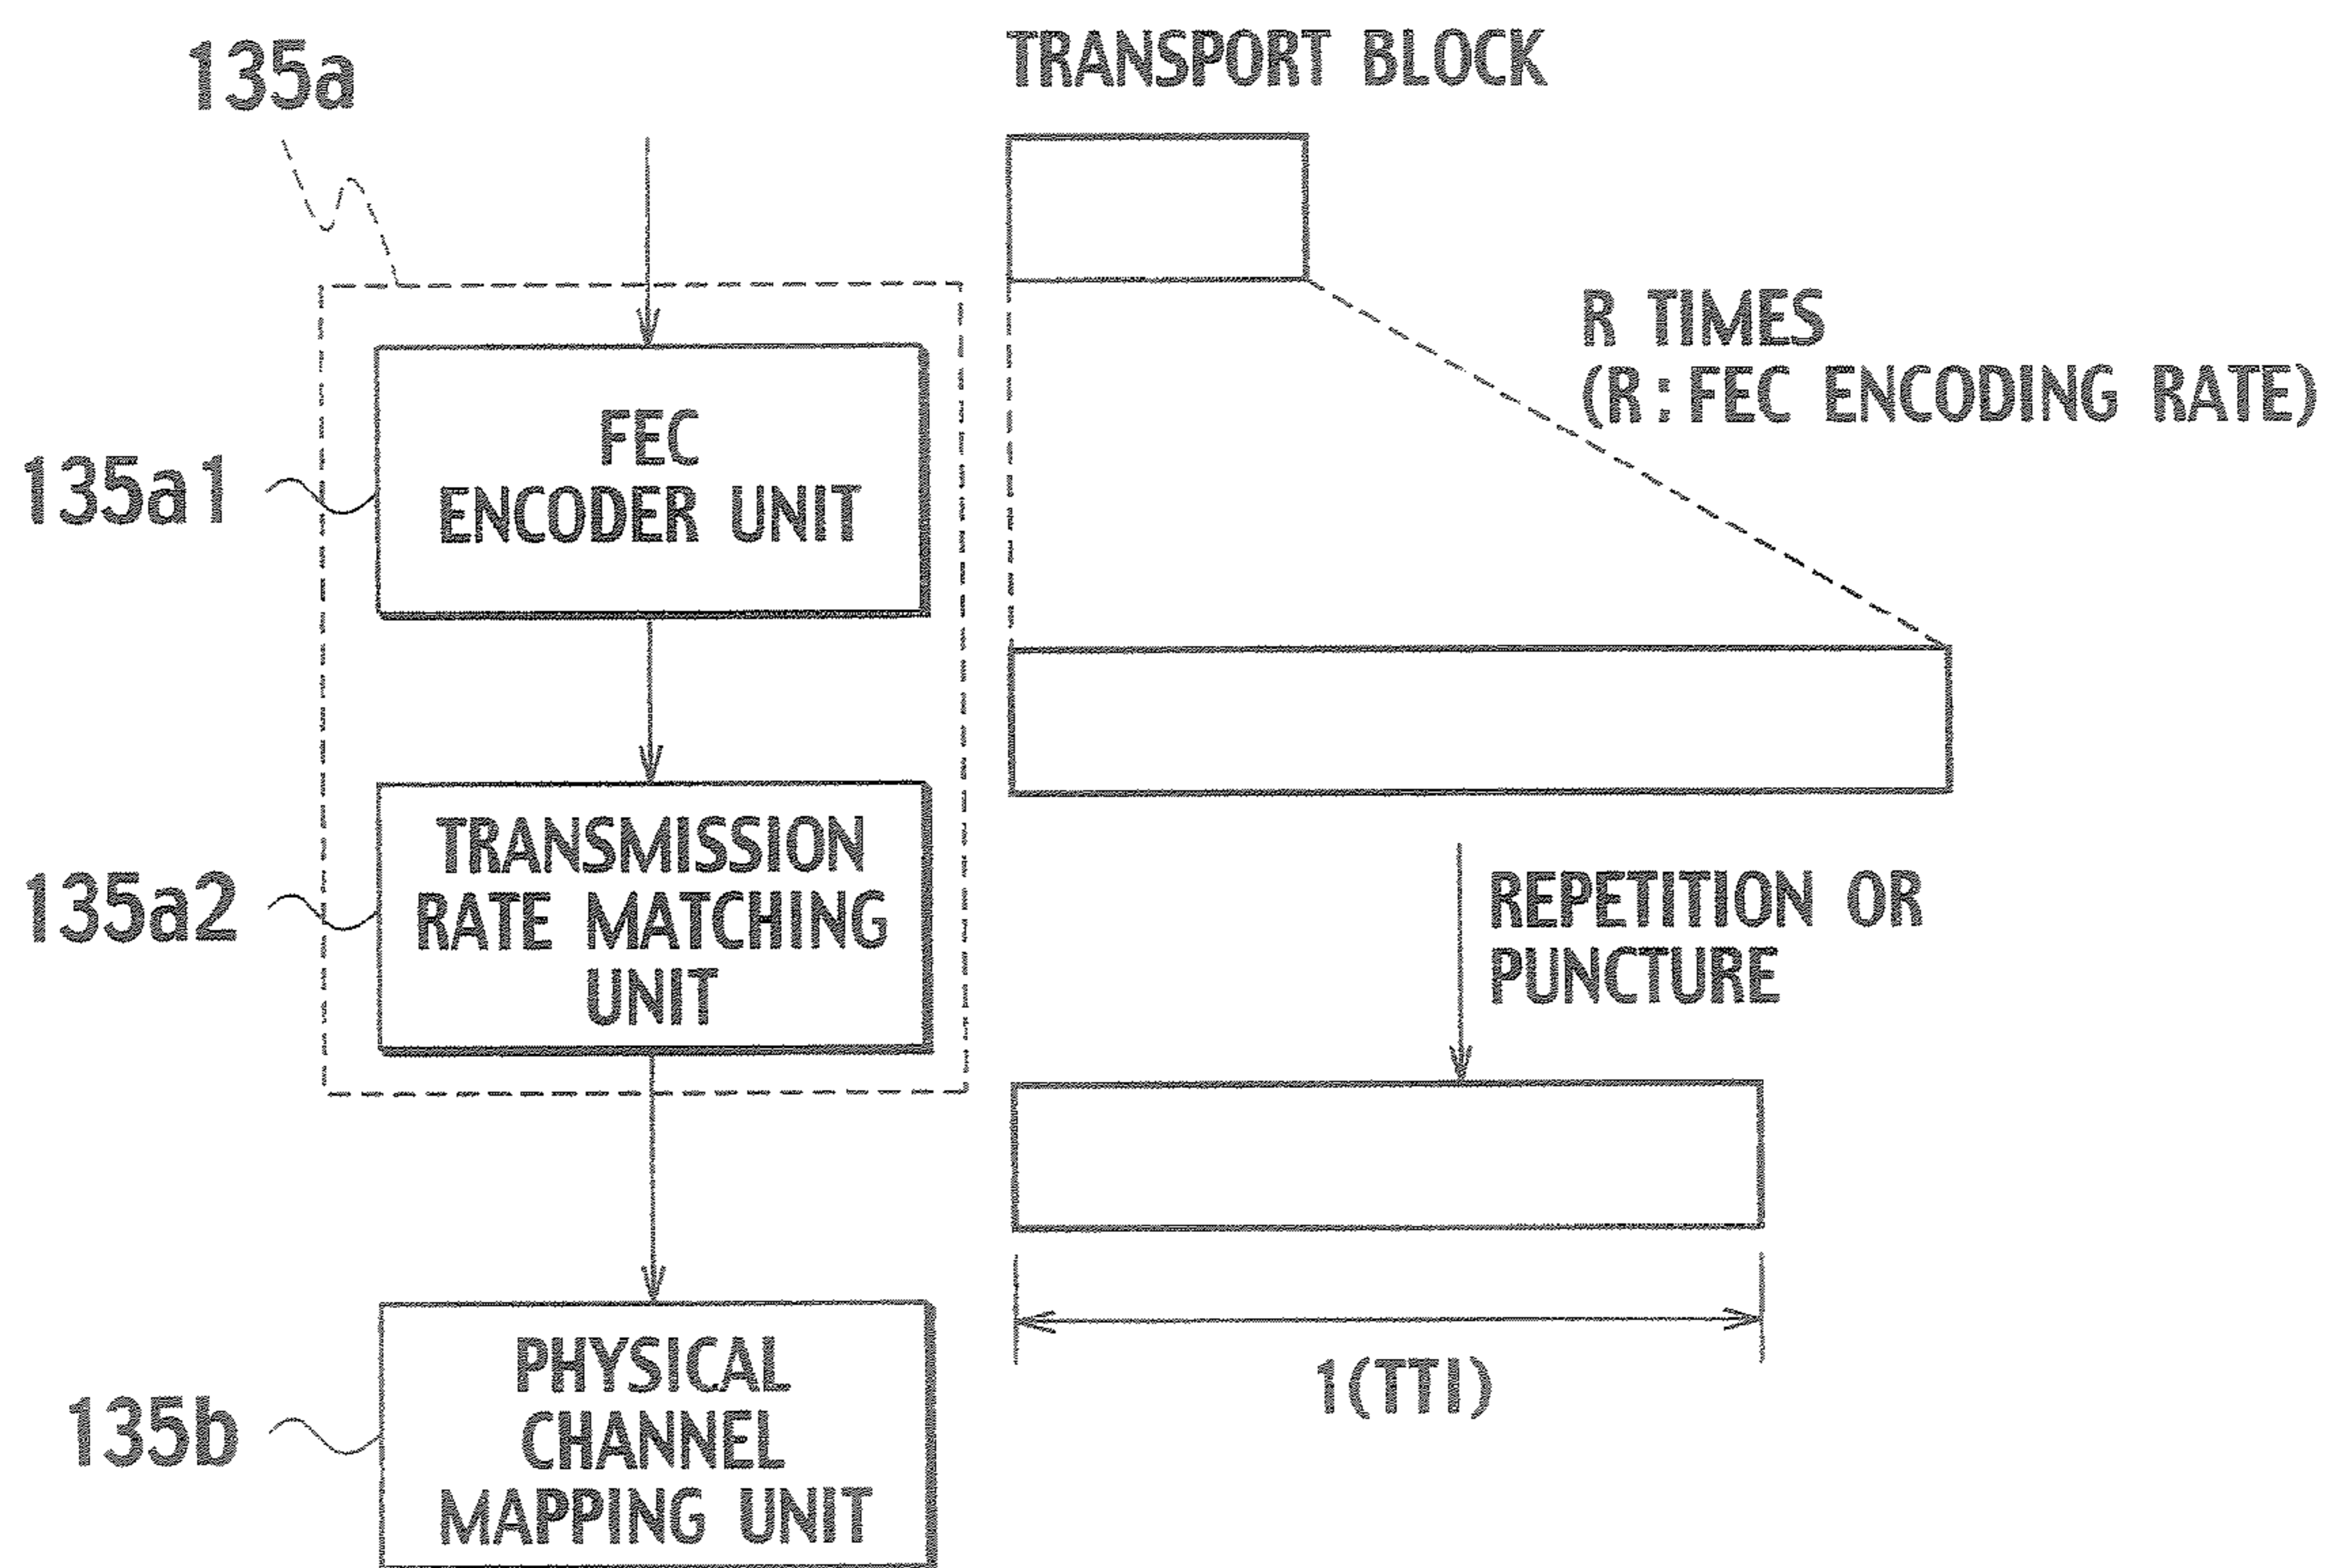 135a
TRANSPORT BLOCK
R TIMES
(R:FEC ENCODING RATE)
135a1
FEC
ENCODER UNIT
135a2
TRANSMISSION
RATE MATCHING
UNIT
REPETITION OR
PUNCTURE
135b
PHYSICAL
CHANNEL
MAPPING UNIT
1(TTI)